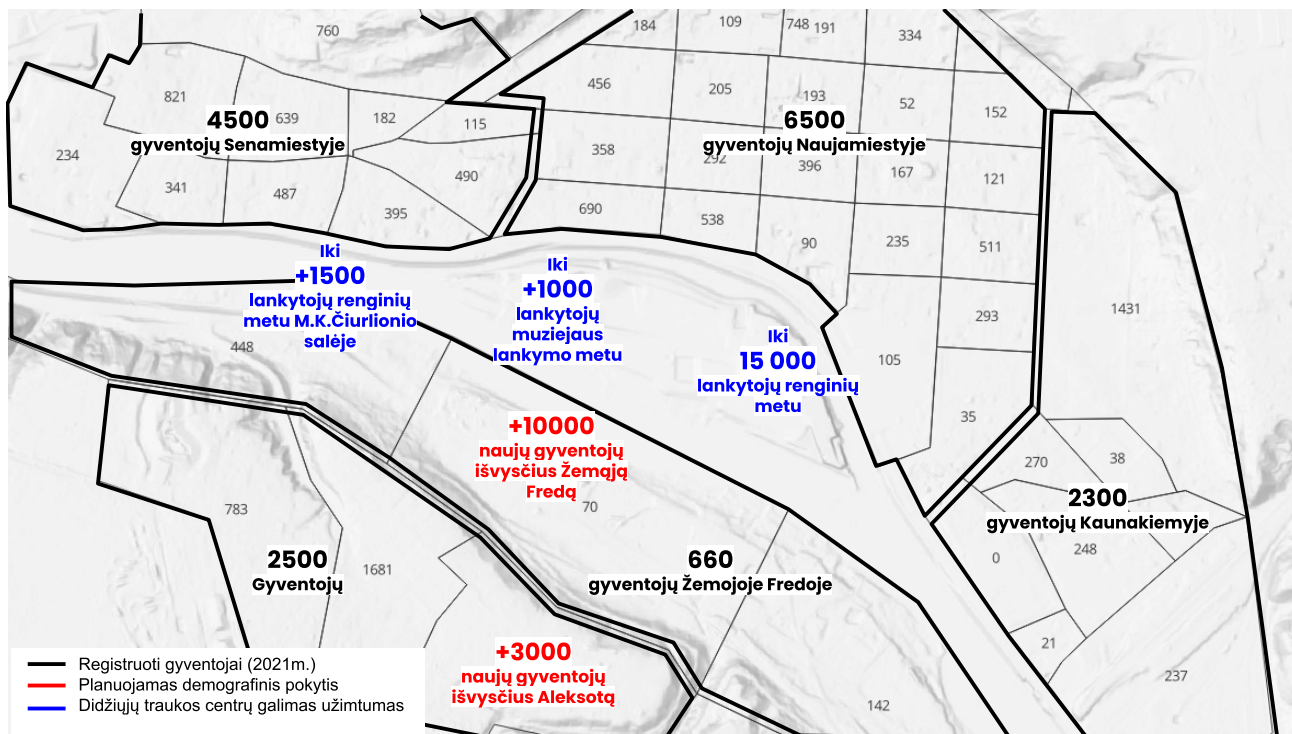 760
184
109
748
191
334
821
639
182
115
234
341
487
490
395
4500
gyventojų Senamiestyje
456
205
193
52
152
6500
gyventojų Naujamiestyje
358
292
396
167
121
690
538
90
235
511
293
105
35
1431
Iki
+1500
lankytojų renginių
metu M.K.Čiurlionio
salėje
Iki
+1000
lankytojų
muziejaus
lankymo metu
Iki
15 000
lankytojų renginių
metu
448
+10000
naujų gyventojų
išvysčius Žemąją
Fredą
70
270
38
2300
gyventojų Kaunakiemyje
0
248
21
237
783
2500
Gyventojų
1681
660
gyventojų Žemojoje Fredoje
+3000
naujų gyventojų
išvysčius Aleksotą
142
Registruoti gyventojai (2021m.)
Planuojamas demografinis pokytis
Didžiųjų traukos centrų galimas užimtumas